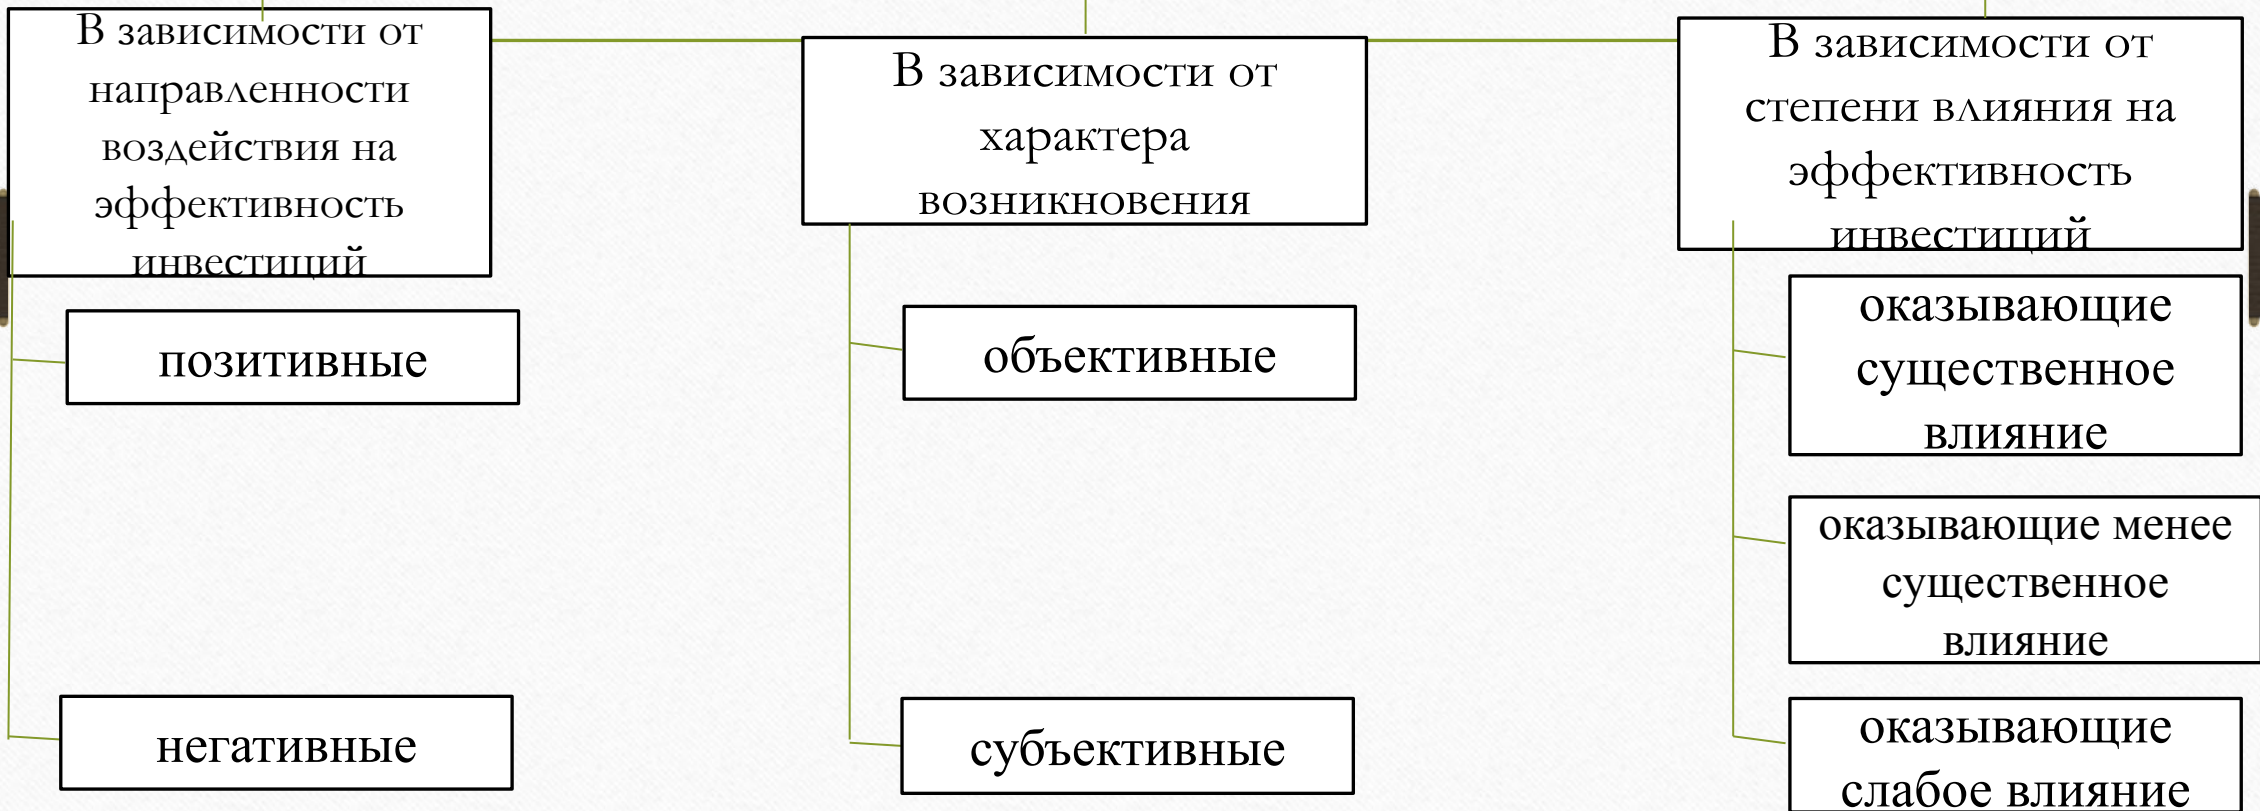 В зависимости от
направленности
воздействия на
эффективность
инвестиций
позитивные
негативные
В зависимости от
характера
возникновения
объективные
субъективные
В зависимости от
степени влияния на
эффективность
инвестиций
оказывающие
существенное
влияние
оказывающие менее
существенное
влияние
оказывающие
слабое влияние